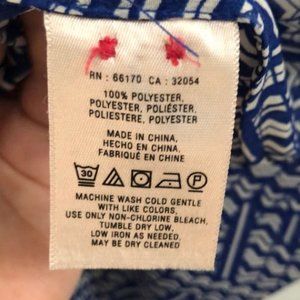 RN : 66170 CA : 32054
100% POLYESTER,
POLYESTER, POLIÉSTER,
POLIESTERE, POLYESTER
MADE IN CHINA,
HECHO EN CHINA,
FABRIQUÉ EN CHINE
30
P
MACHINE WASH COLD GENTLE
WITH LIKE COLORS,
USE ONLY NON-CHLORINE BLEACH,
TUMBLE DRY LOW,
LOW IRON AS NEEDED,
MAY BE DRY CLEANED